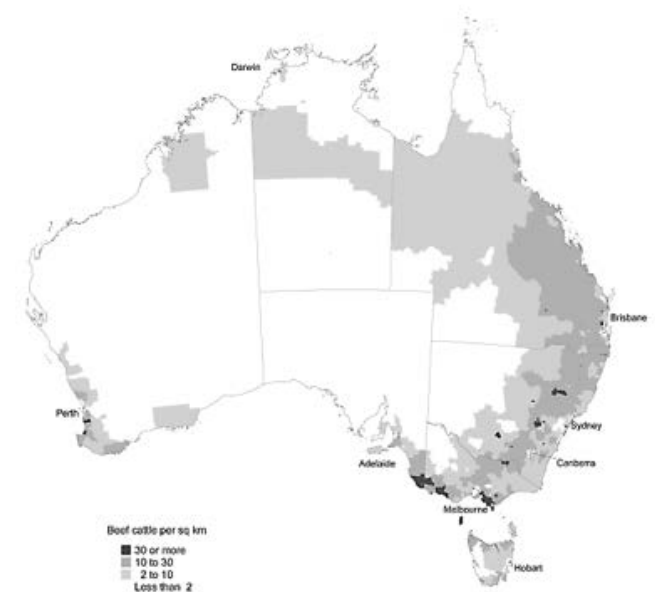 Darwin
Brisbane
Perth
Sydney
Adelaide
Canberra
Melbourne
Beef cattle per sq km
30 or more
10 to 30
2 to 10
Less than 2
Hobart